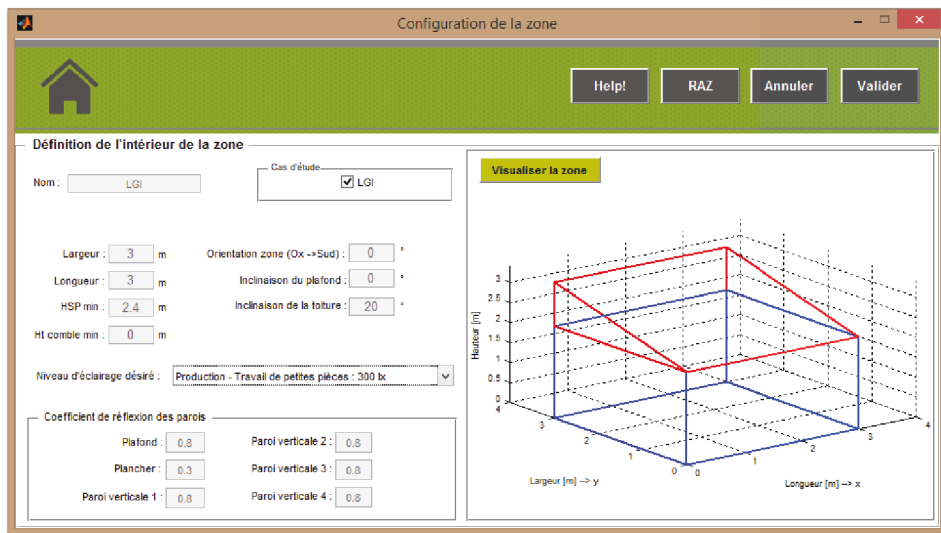 Configuration de la zone
Help!
RAZ
Annuler
Valider
Définition de l'intérieur de la zone
Nom : LGI
Cas d'étude
LGI
Largeur : 3 m
Orientation zone (Ox ->Sud) : 0 °
Longueur : 3 m
Inclinaison du plafond : 0 °
HSP min : 2.4 m
Inclinaison de la toiture : 20 °
Ht comble min : 0 m
Niveau d'éclairage désiré : Production - Travail de petites pièces : 300 lx
Coefficient de réflexion des parois
Plafond : 0.8
Paroi verticale 2 : 0.8
Plancher : 0.3
Paroi verticale 3 : 0.8
Paroi verticale 1 : 0.8
Paroi verticale 4 : 0.8
Visualiser la zone
Hauteur [m]
3
2.5
2
1.5
1
0.5
0
4
3
2
1
0
0
1
2
3
4
Largeur [m] --> y
Longueur [m] --> x